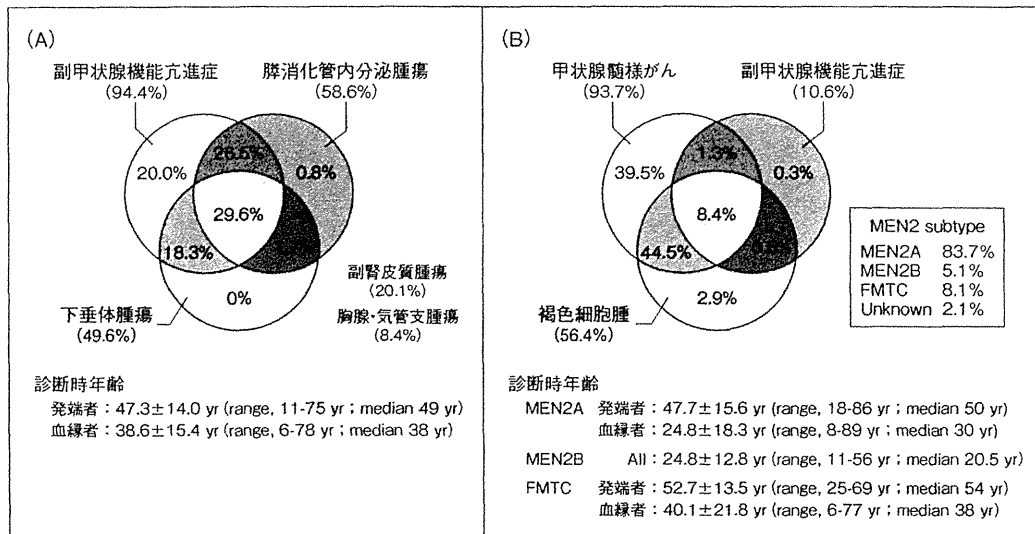 (A)
副甲状腺機能亢進症
(94.4%)
膵消化管内分泌腫瘍
(58.6%)
20.0%
26.5%
0.8%
29.6%
18.3%
0%
下垂体腫瘍
(49.6%)
副腎皮質腫瘍
(20.1%)
胸腺・気管支腫瘍
(8.4%)
診断時年齢
発端者：47.3±14.0 yr (range, 11-75 yr；median 49 yr)
血縁者：38.6±15.4 yr (range, 6-78 yr；median 38 yr)
(B)
甲状腺髄様がん
(93.7%)
副甲状腺機能亢進症
(10.6%)
39.5%
1.3%
0.3%
8.4%
44.5%
2.9%
褐色細胞腫
(56.4%)
MEN2 subtype
MEN2A 83.7%
MEN2B 5.1%
FMTC 8.1%
Unknown 2.1%
診断時年齢
MEN2A 発端者：47.7±15.6 yr (range, 18-86 yr；median 50 yr)
血縁者：24.8±18.3 yr (range, 8-89 yr；median 30 yr)
MEN2B All：24.8±12.8 yr (range, 11-56 yr；median 20.5 yr)
FMTC 発端者：52.7±13.5 yr (range, 25-69 yr；median 54 yr)
血縁者：40.1±21.8 yr (range, 6-77 yr；median 38 yr)